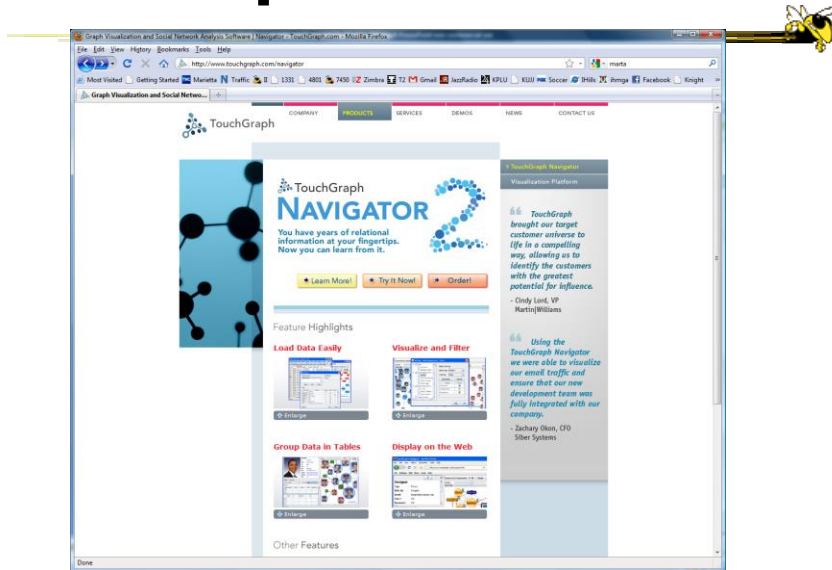 Graph Visualization and Social Network Analysis Software | Navigator - TouchGraph.com - Mozilla Firefox
File Edit View History Bookmarks Tools Help
http://www.touchgraph.com/navigator
marta
Most Visited Getting Started Marietta Traffic II 1331 4801 7450 Zimbra T2 Gmail JazzRadio KPLU KUJJ Soccer IHills ihmga Facebook Knight
Graph Visualization and Social Netwo...
TouchGraph
COMPANY PRODUCTS SERVICES DEMOS NEWS CONTACT US
TouchGraph
NAVIGATOR 2
You have years of relational
information at your fingertips.
Now you can learn from it.
Learn More! Try It Now! Order!
Feature Highlights
Load Data Easily Visualize and Filter
Enlarge Enlarge
Group Data in Tables Display on the Web
Enlarge Enlarge
Other Features
TouchGraph Navigator
Visualization Platform
TouchGraph
brought our target
customer universe to
life in a compelling
way, allowing us to
identify the customers
with the greatest
potential for influence.
- Cindy Lord, VP
Martin|Williams
Using the
TouchGraph Navigator
we were able to visualize
our email traffic and
ensure that our new
development team was
fully integrated with our
company.
- Zachary Okon, CFO
Siber Systems
Done